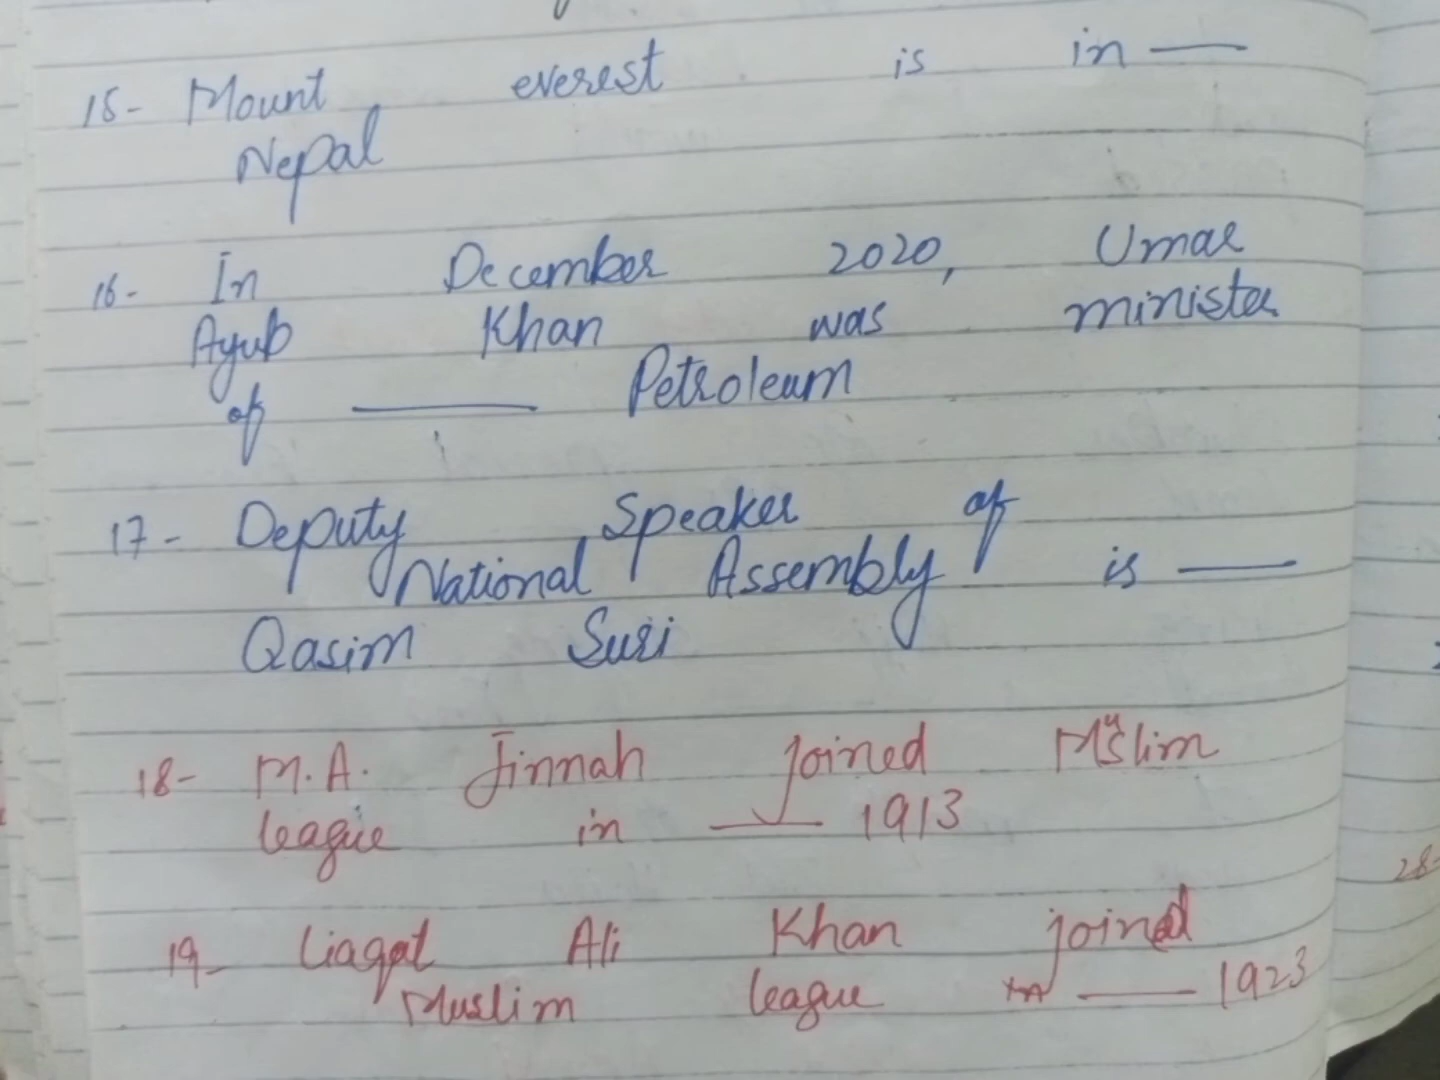 15- Mount everest is in —
Nepal
16- In December 2020, Umar
Ayub Khan was minister
of — Petroleum
17- Deputy Speaker of
National Assembly is —
Qasim Suri
18- M.A. Jinnah joined Muslim
league in — 1913
19- Liaqat Ali Khan joined
Muslim league in — 1923
28-